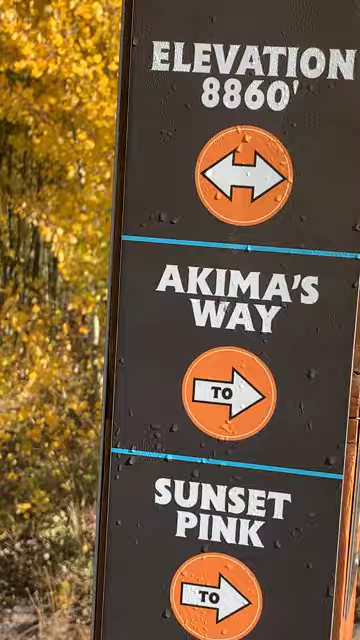 ELEVATION
8860'
AKIMA'S
WAY
TO
SUNSET
PINK
TO